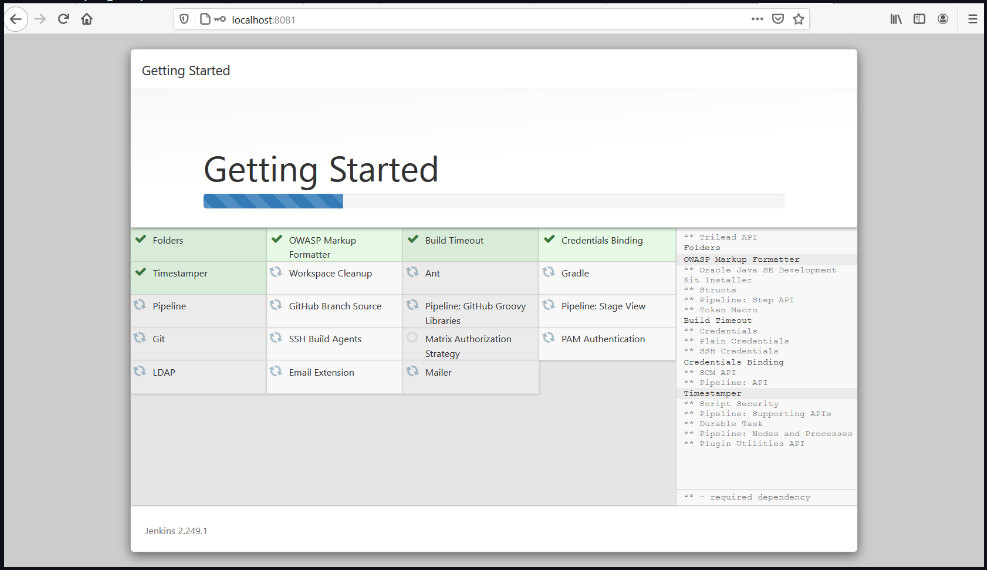 localhost:8081
Getting Started
Getting Started
Folders
OWASP Markup
Formatter
Build Timeout
Credentials Binding
Timestamper
Workspace Cleanup
Ant
Gradle
Pipeline
GitHub Branch Source
Pipeline: GitHub Groovy
Libraries
Pipeline: Stage View
Git
SSH Build Agents
Matrix Authorization
Strategy
PAM Authentication
LDAP
Email Extension
Mailer
** Trilead API
Folders
OWASP Markup Formatter
** Oracle Java SE Development
Kit Installer
** Structs
** Pipeline: Step API
** Token Macro
Build Timeout
** Credentials
** Plain Credentials
** SSH Credentials
Credentials Binding
** SCM API
** Pipeline: API
Timestamper
** Script Security
** Pipeline: Supporting APIs
** Durable Task
** Pipeline: Nodes and Processes
** Plugin Utilities API
** - required dependency
Jenkins 2.249.1